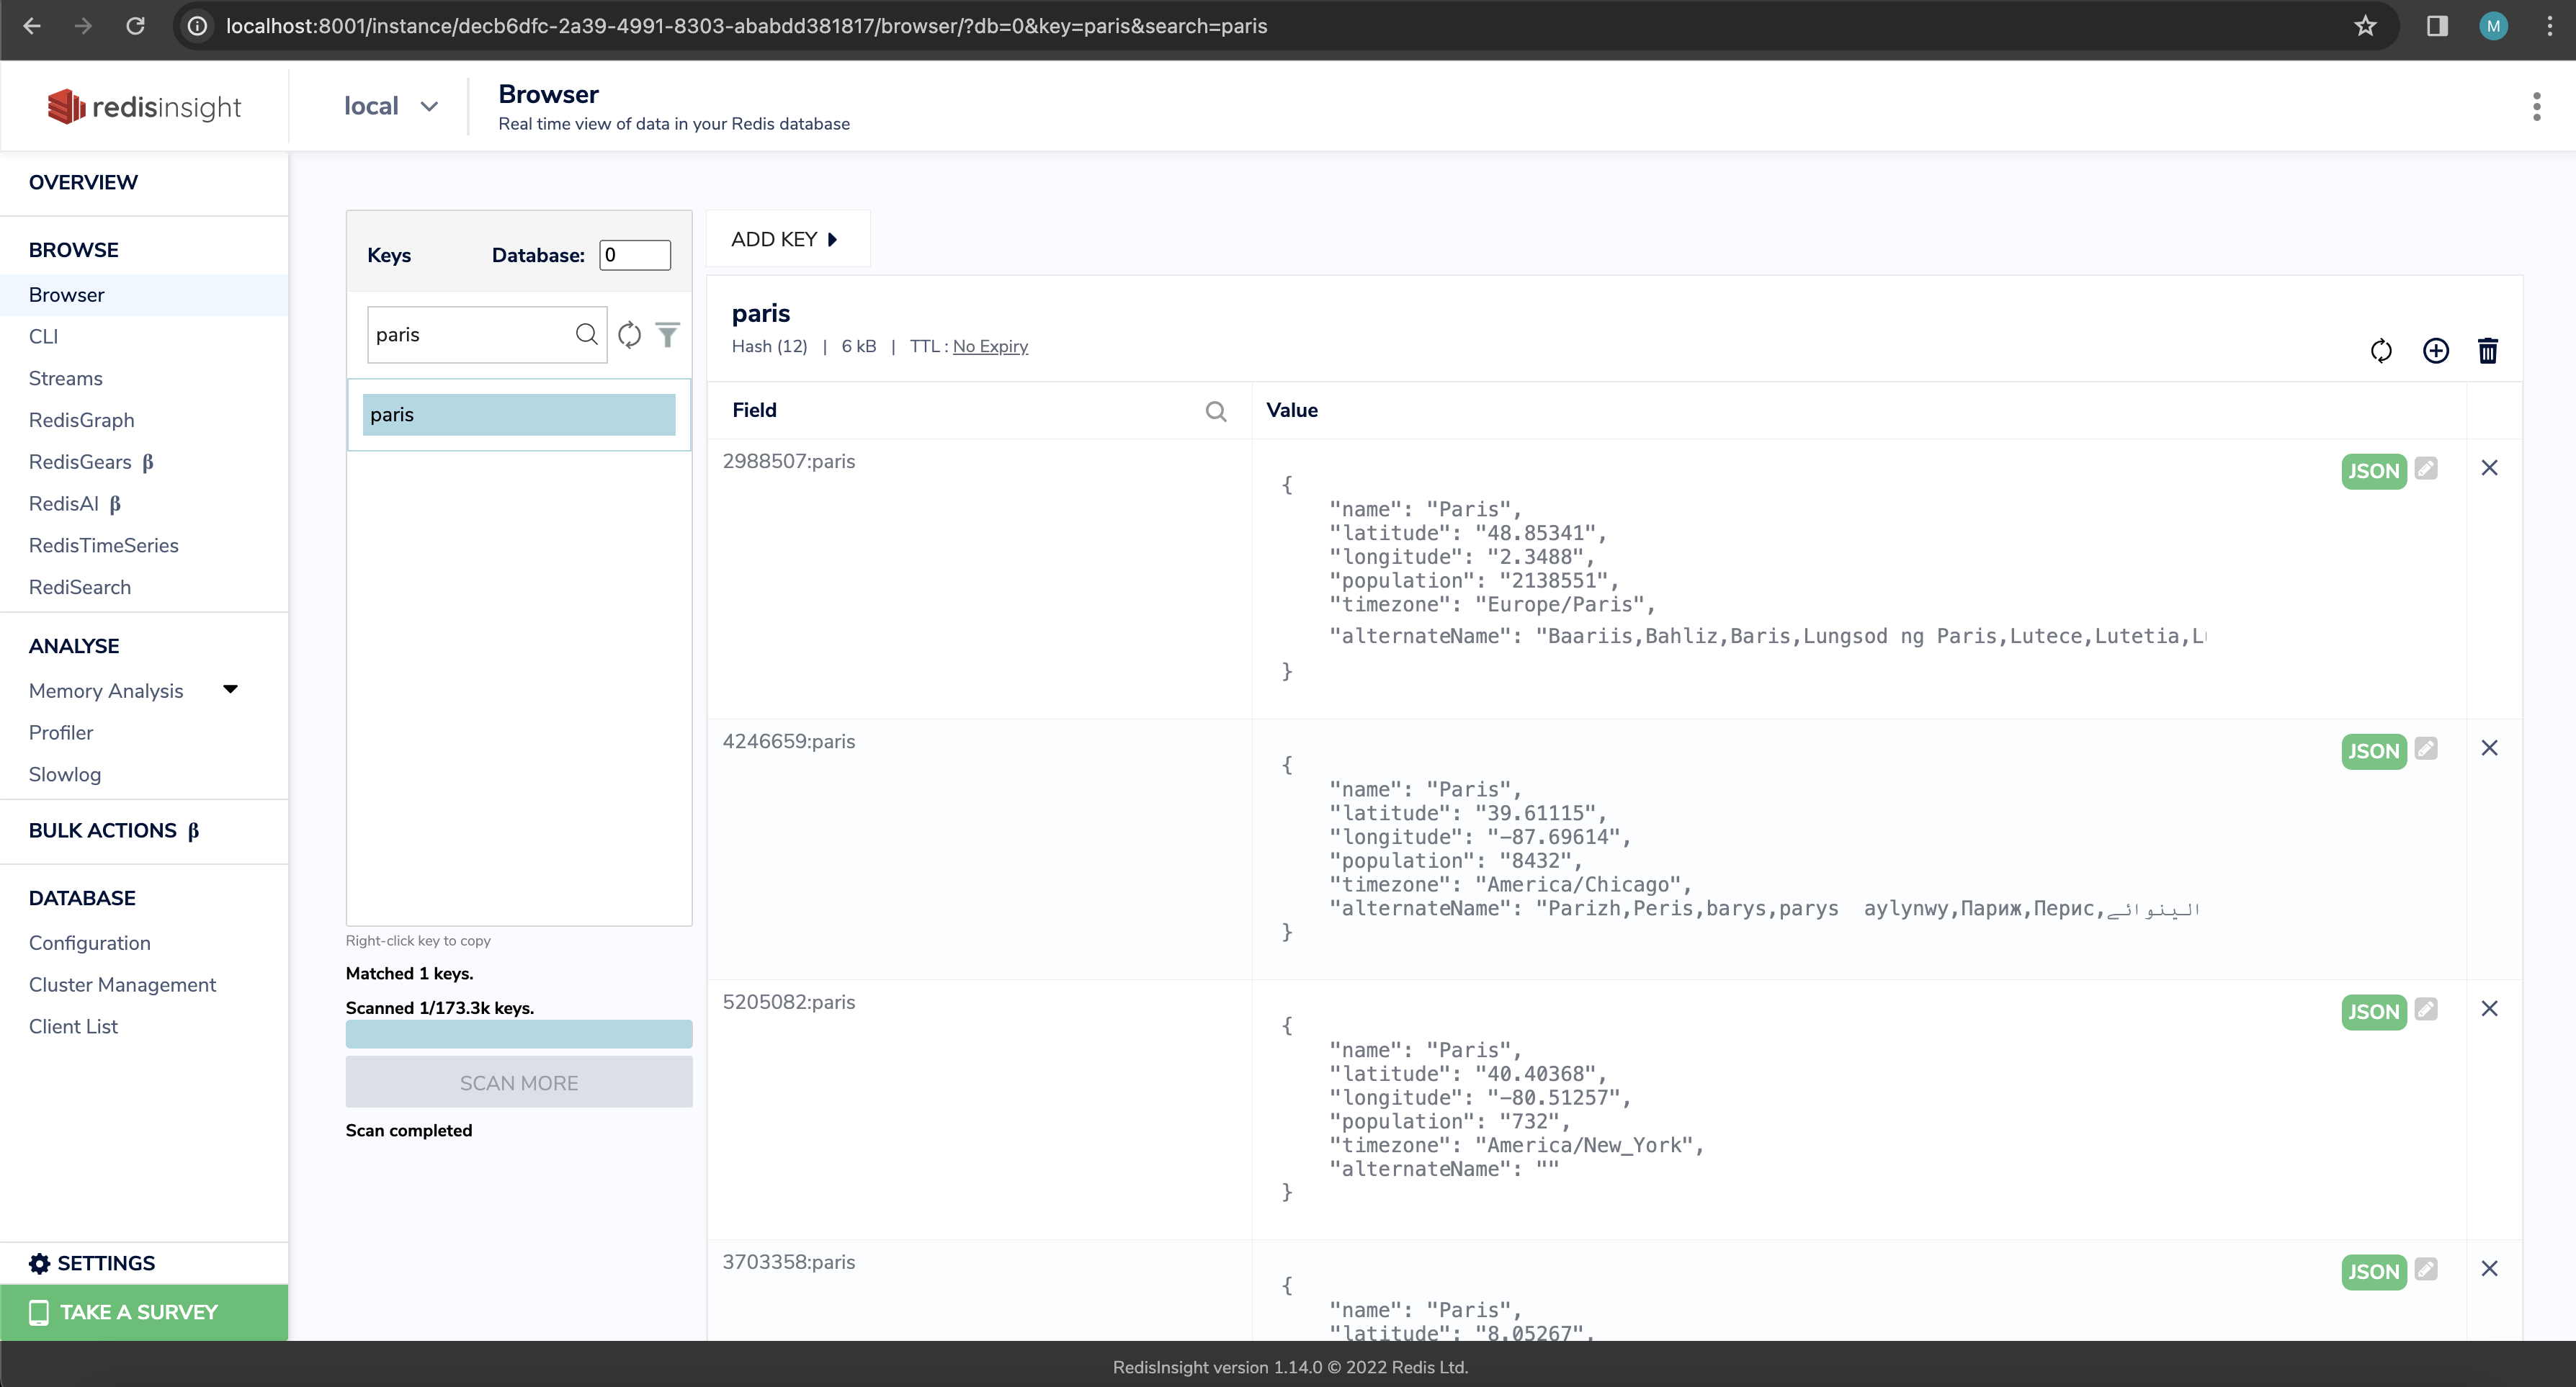 localhost:8001/instance/decb6dfc-2a39-4991-8303-ababdd381817/browser/?db=0&key=paris&search=paris
M
redisinsight
local
Browser
Real time view of data in your Redis database
OVERVIEW
BROWSE
Browser
CLI
Streams
RedisGraph
RedisGears β
RedisAI β
RedisTimeSeries
RediSearch
ANALYSE
Memory Analysis
Profiler
Slowlog
BULK ACTIONS β
DATABASE
Configuration
Cluster Management
Client List
SETTINGS
TAKE A SURVEY
Keys Database: 0
paris
paris
Right-click key to copy
Matched 1 keys.
Scanned 1/173.3k keys.
SCAN MORE
Scan completed
ADD KEY
paris
Hash (12) | 6 kB | TTL : No Expiry
Field Value
2988507:paris
JSON
{
"name": "Paris",
"latitude": "48.85341",
"longitude": "2.3488",
"population": "2138551",
"timezone": "Europe/Paris",
"alternateName": "Baariis,Bahliz,Baris,Lungsod ng Paris,Lutece,Lutetia,L
}
4246659:paris
JSON
{
"name": "Paris",
"latitude": "39.61115",
"longitude": "-87.69614",
"population": "8432",
"timezone": "America/Chicago",
"alternateName": "Parizh,Peris,barys,parys aylynwy,Париж,Перис,الینوائے
}
5205082:paris
JSON
{
"name": "Paris",
"latitude": "40.40368",
"longitude": "-80.51257",
"population": "732",
"timezone": "America/New_York",
"alternateName": ""
}
3703358:paris
JSON
{
"name": "Paris",
"latitude": "8.05267",
RedisInsight version 1.14.0 © 2022 Redis Ltd.